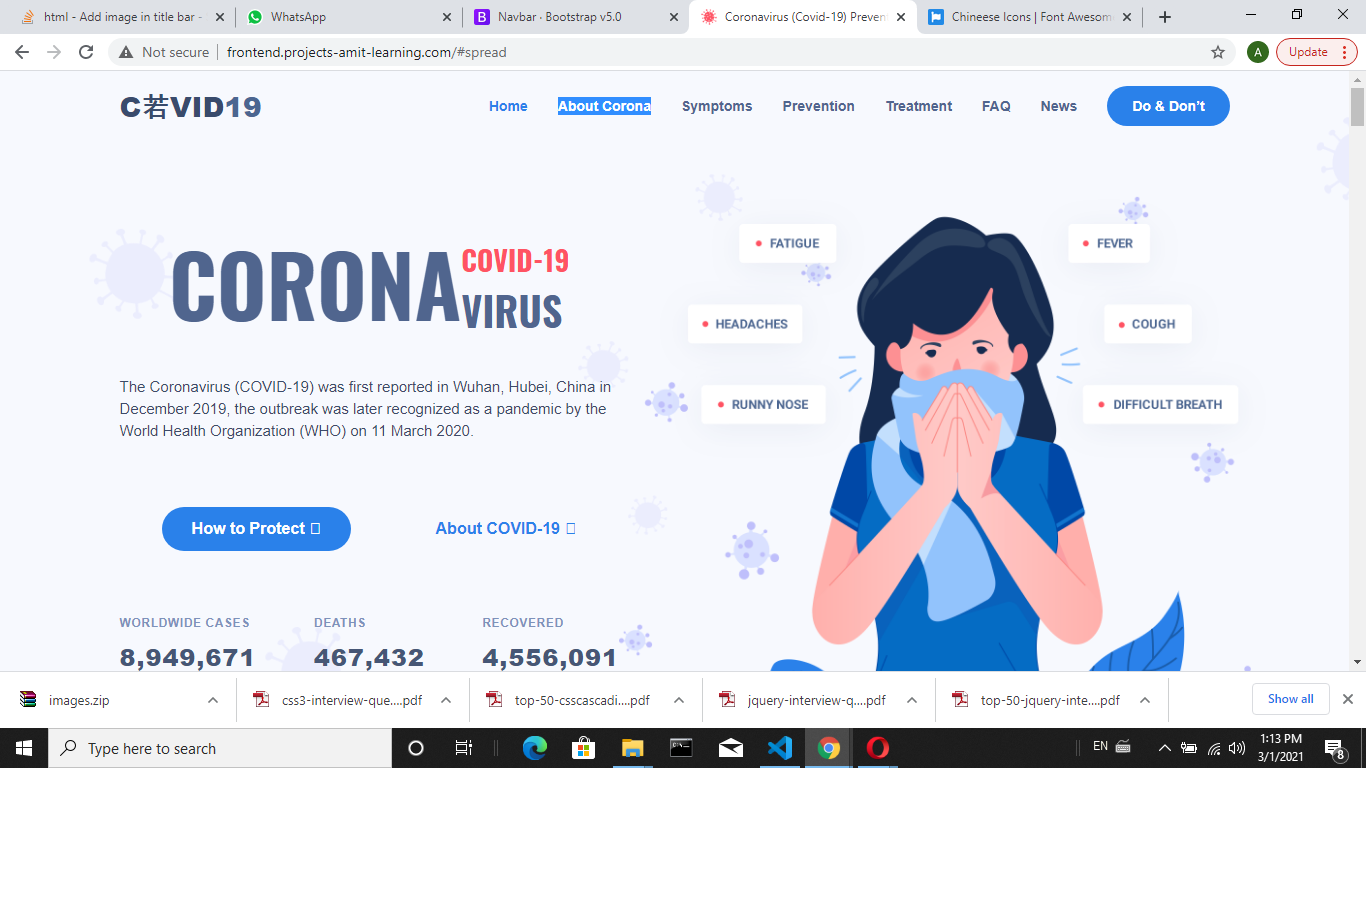 html - Add image in title bar -
WhatsApp
Navbar · Bootstrap v5.0
Coronavirus (Covid-19) Preven
Chineese Icons | Font Awesom
Not secure
frontend.projects-amit-learning.com/#spread
A
Update
C若VID19
Home
About Corona
Symptoms
Prevention
Treatment
FAQ
News
Do & Don't
CORONA
COVID-19
VIRUS
The Coronavirus (COVID-19) was first reported in Wuhan, Hubei, China in
December 2019, the outbreak was later recognized as a pandemic by the
World Health Organization (WHO) on 11 March 2020.
How to Protect
About COVID-19
WORLDWIDE CASES
DEATHS
RECOVERED
8,949,671
467,432
4,556,091
FATIGUE
FEVER
HEADACHES
COUGH
RUNNY NOSE
DIFFICULT BREATH
images.zip
css3-interview-que....pdf
top-50-csscascadi....pdf
jquery-interview-q....pdf
top-50-jquery-inte....pdf
Show all
Type here to search
EN
1:13 PM
3/1/2021
8